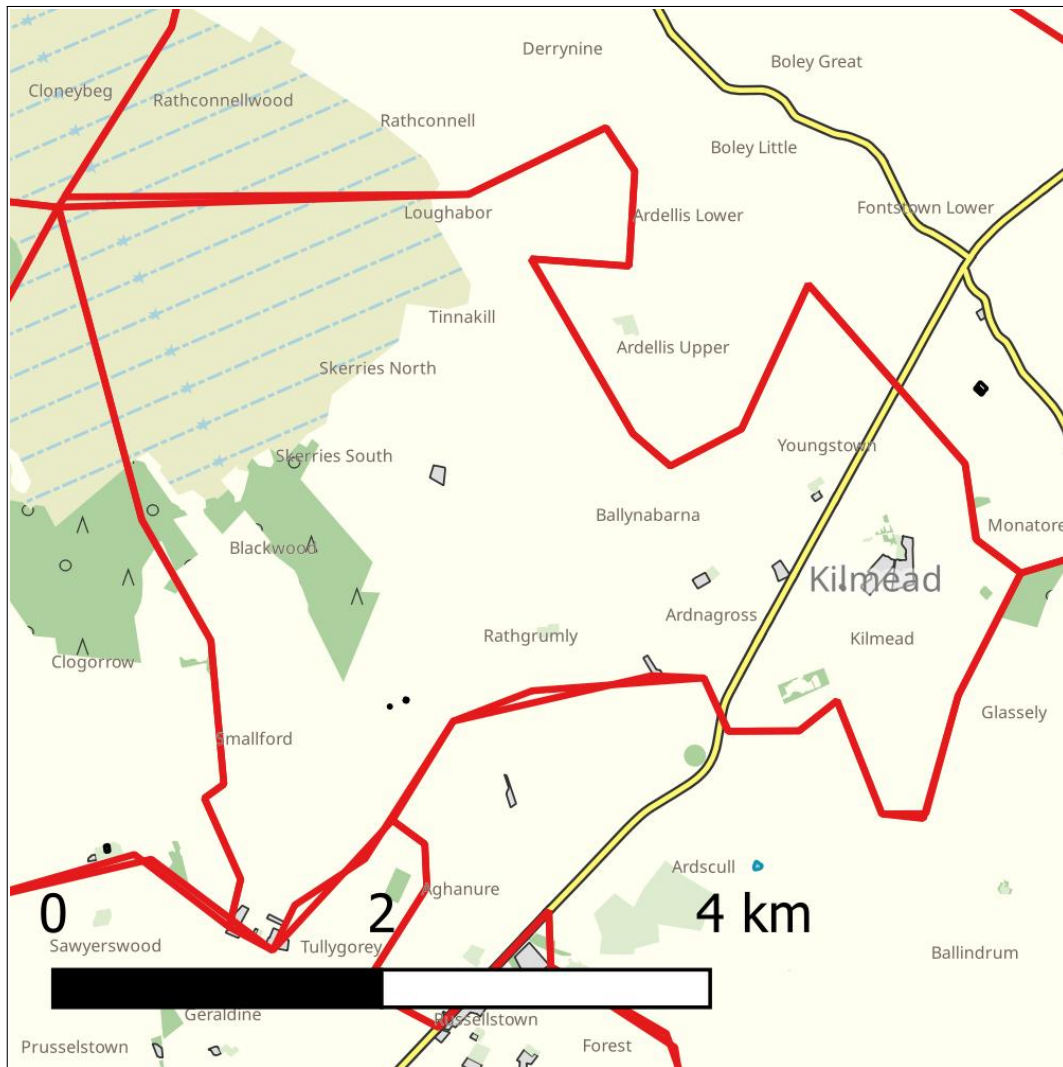 Derrynine
Boley Great
Cloneybeg
Rathconnellwood
Rathconnell
Boley Little
Loughabor
Ardellis Lower
Fontstown Lower
Tinnakill
Ardellis Upper
Skerries North
Youngstown
Skerries South
Ballynabarna
Monatore
Blackwood
Kilmead
Ardnagross
Rathgrumly
Kilmead
Clogorrow
Glassely
Smallford
Ardscull
Aghanure
0
2
4 km
Sawyerswood
Tullygorey
Ballindrum
Geraldine
Russellstown
Prusselstown
Forest